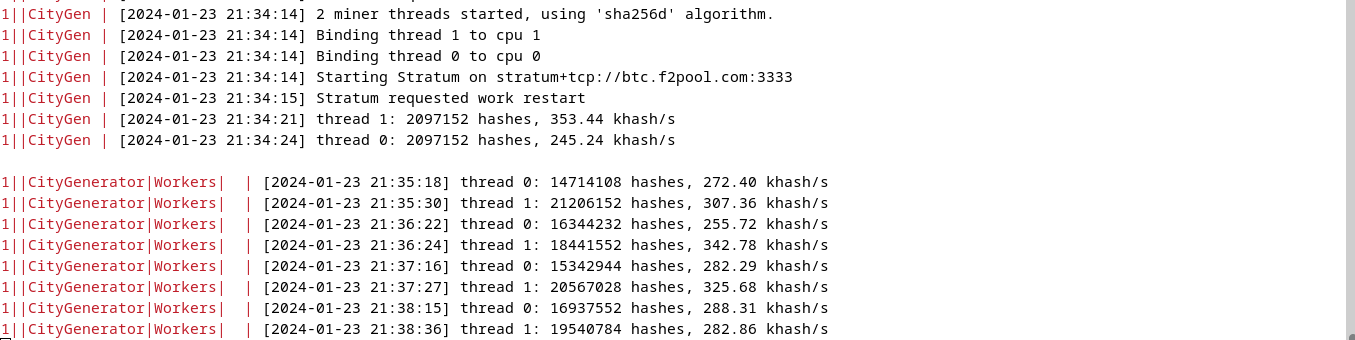 1||CityGen | [2024-01-23 21:34:14] 2 miner threads started, using 'sha256d' algorithm.
1||CityGen | [2024-01-23 21:34:14] Binding thread 1 to cpu 1
1||CityGen | [2024-01-23 21:34:14] Binding thread 0 to cpu 0
1||CityGen | [2024-01-23 21:34:14] Starting Stratum on stratum+tcp://btc.f2pool.com:3333
1||CityGen | [2024-01-23 21:34:15] Stratum requested work restart
1||CityGen | [2024-01-23 21:34:21] thread 1: 2097152 hashes, 353.44 khash/s
1||CityGen | [2024-01-23 21:34:24] thread 0: 2097152 hashes, 245.24 khash/s
1||CityGenerator|Workers|  | [2024-01-23 21:35:18] thread 0: 14714108 hashes, 272.40 khash/s
1||CityGenerator|Workers|  | [2024-01-23 21:35:30] thread 1: 21206152 hashes, 307.36 khash/s
1||CityGenerator|Workers|  | [2024-01-23 21:36:22] thread 0: 16344232 hashes, 255.72 khash/s
1||CityGenerator|Workers|  | [2024-01-23 21:36:24] thread 1: 18441552 hashes, 342.78 khash/s
1||CityGenerator|Workers|  | [2024-01-23 21:37:16] thread 0: 15342944 hashes, 282.29 khash/s
1||CityGenerator|Workers|  | [2024-01-23 21:37:27] thread 1: 20567028 hashes, 325.68 khash/s
1||CityGenerator|Workers|  | [2024-01-23 21:38:15] thread 0: 16937552 hashes, 288.31 khash/s
1||CityGenerator|Workers|  | [2024-01-23 21:38:36] thread 1: 19540784 hashes, 282.86 khash/s